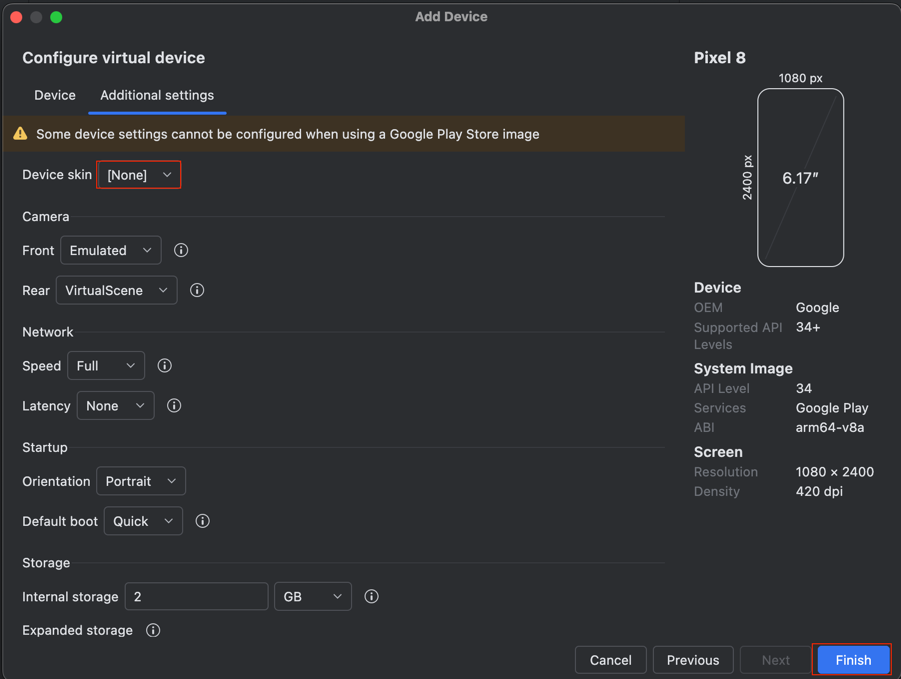 Add Device
Configure virtual device
Device Additional settings
Some device settings cannot be configured when using a Google Play Store image
Device skin [None]
Camera
Front Emulated
Rear VirtualScene
Network
Speed Full
Latency None
Startup
Orientation Portrait
Default boot Quick
Storage
Internal storage 2 GB
Expanded storage
Pixel 8
1080 px
2400 px
6.17”
Device
OEM Google
Supported API Levels 34+
System Image
API Level 34
Services Google Play
ABI arm64-v8a
Screen
Resolution 1080 × 2400
Density 420 dpi
Cancel Previous Next Finish